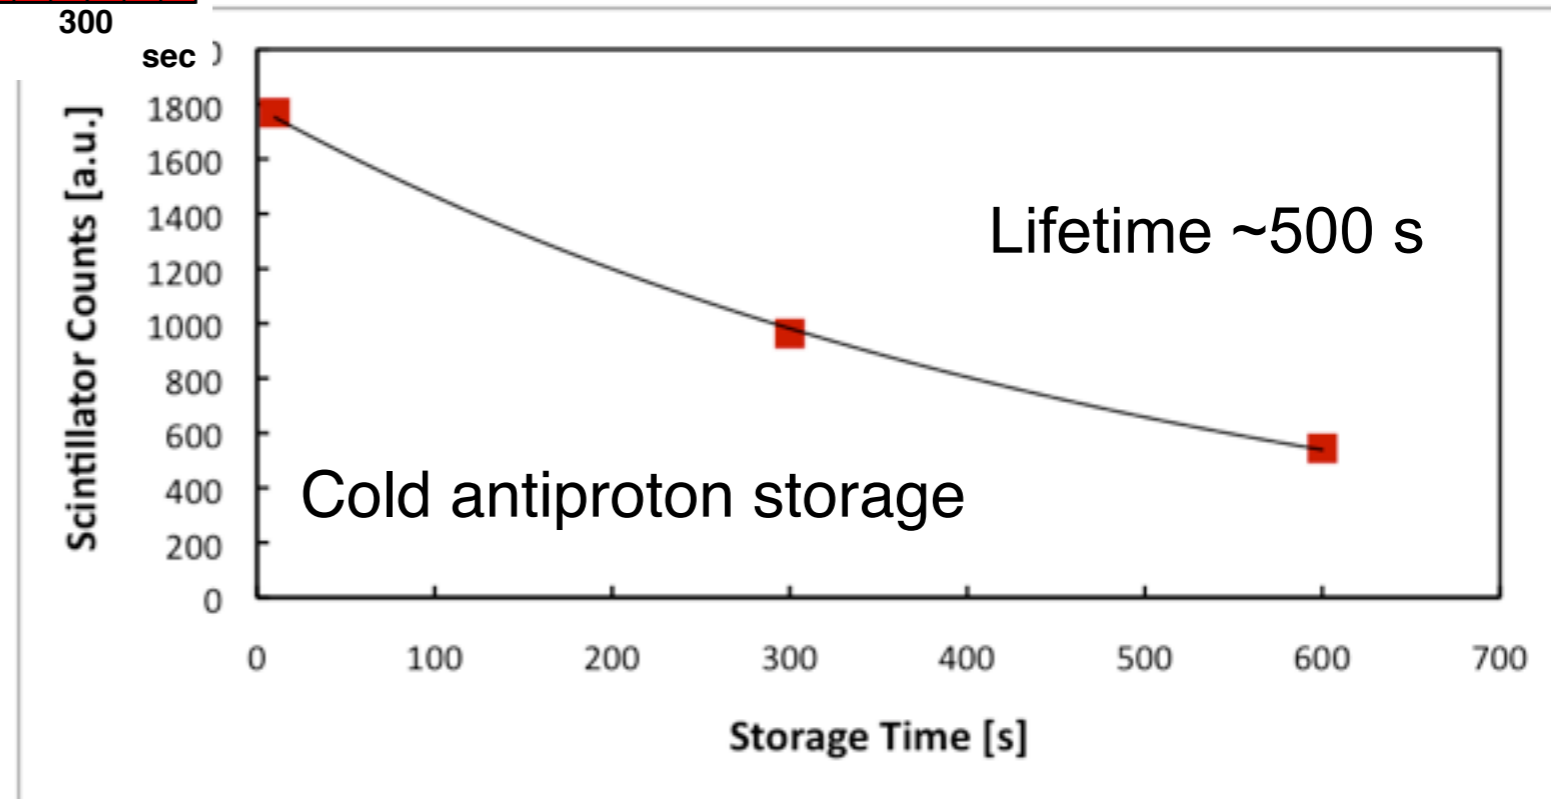 300
sec
1800
1600
1400
1200
1000
800
600
400
200
0
Scintillator Counts [a.u.]
Lifetime ~500 s
Cold antiproton storage
0 100 200 300 400 500 600 700
Storage Time [s]